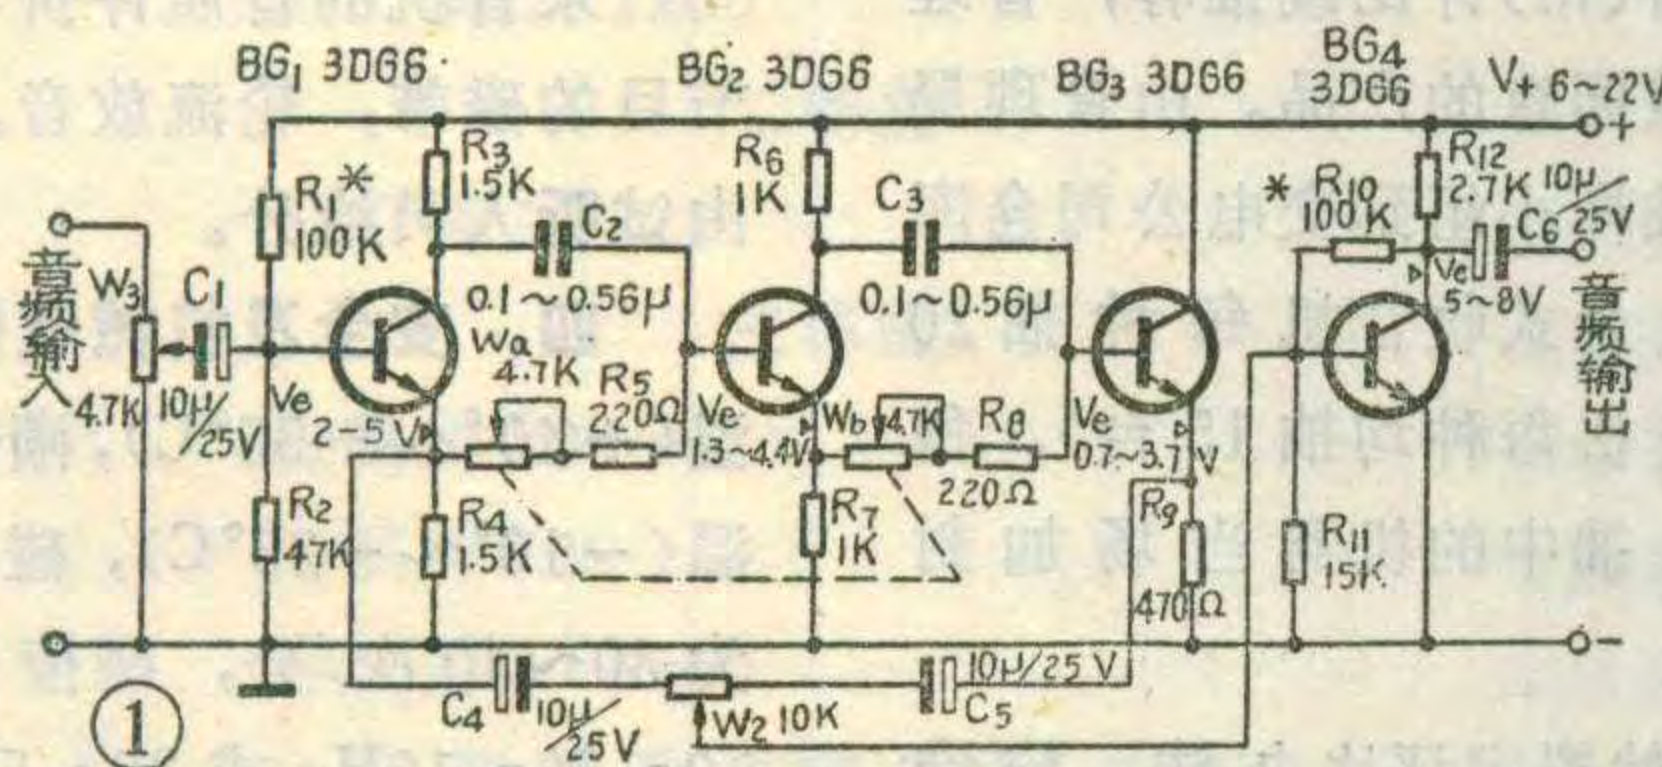 BG1 3DG6
BG2 3DG6
BG3 3DG6
BG4
3DG6
V+ 6~22V
+
R1*
100K
R3
1.5K
C2
0.1~0.56μ
R6
1K
C3
0.1~0.56μ
* R10
100K
R12
2.7K
10μ/25V
C6
Ve
5~8V
音频输入
W3
4.7K
C1
10μ/25V
Ve
2-5V
Wa
4.7K
R5
220Ω
Ve
1.3~4.4V
Wb
4.7K
R8
220Ω
Ve
0.7~3.7V
音频输出
R2
47K
R4
1.5K
R7
1K
R9
470Ω
R11
15K
-
C4
10μ/25V
W2 10K
C5
10μ/25V
①